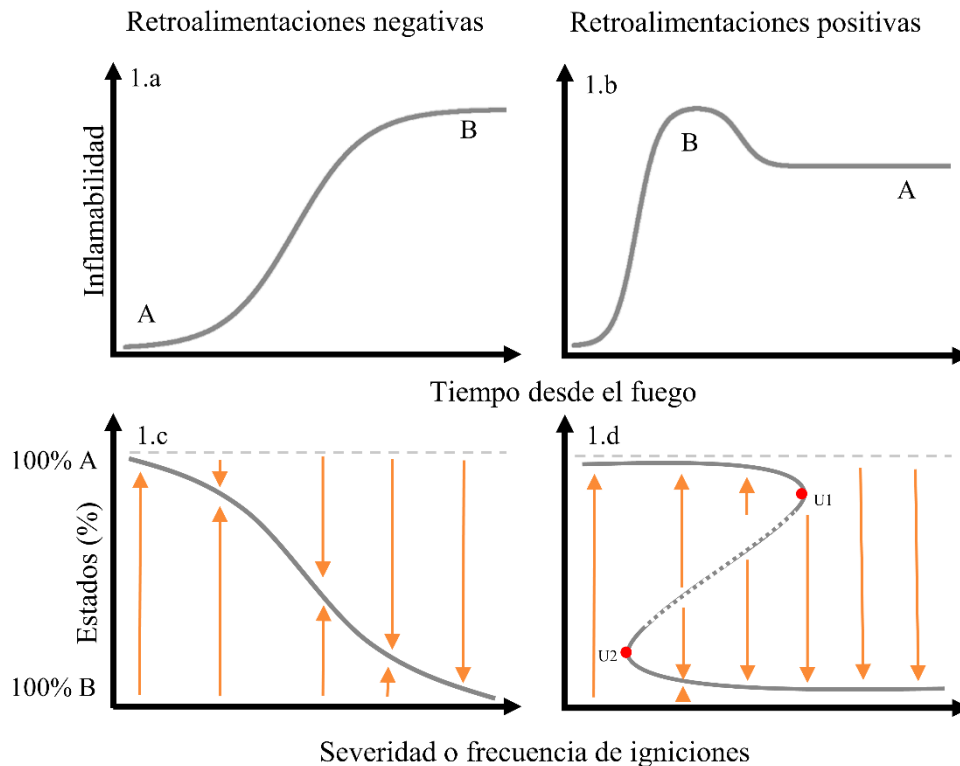 Retroalimentaciones negativas
Retroalimentaciones positivas
1.a
1.b
Inflamabilidad
A
B
B
A
Tiempo desde el fuego
1.c
1.d
100% A
Estados (%)
100% B
U1
U2
Severidad o frecuencia de igniciones